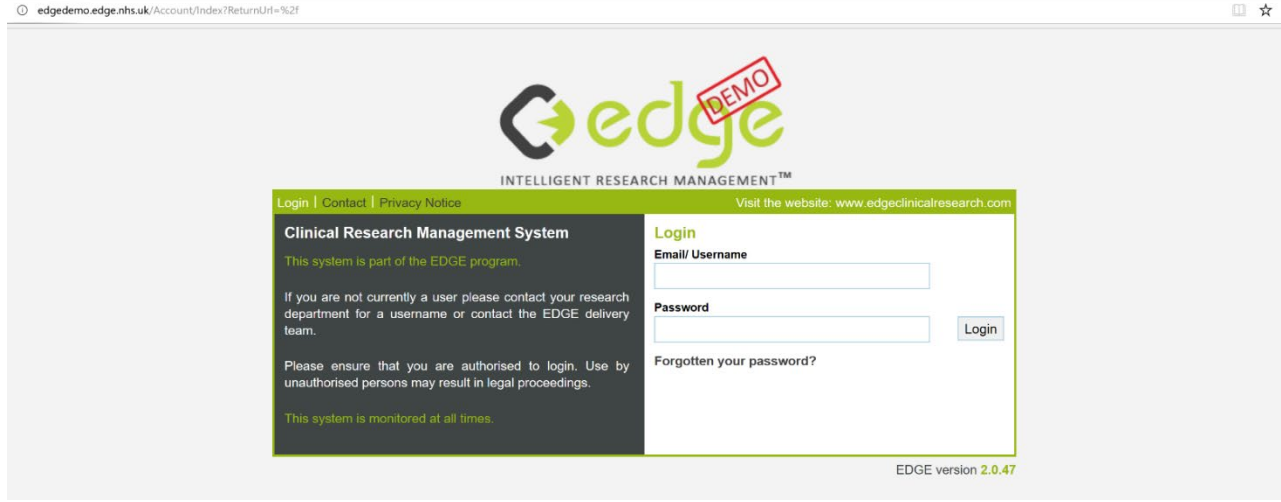 edgedemo.edge.nhs.uk/Account/Index?ReturnUrl=%2f
edge
DEMO
INTELLIGENT RESEARCH MANAGEMENT™
Login | Contact | Privacy Notice
Visit the website: www.edgeclinicalresearch.com
Clinical Research Management System
This system is part of the EDGE program.
If you are not currently a user please contact your research
department for a username or contact the EDGE delivery
team.
Please ensure that you are authorised to login. Use by
unauthorised persons may result in legal proceedings.
This system is monitored at all times.
Login
Email/ Username
Password
Login
Forgotten your password?
EDGE version 2.0.47